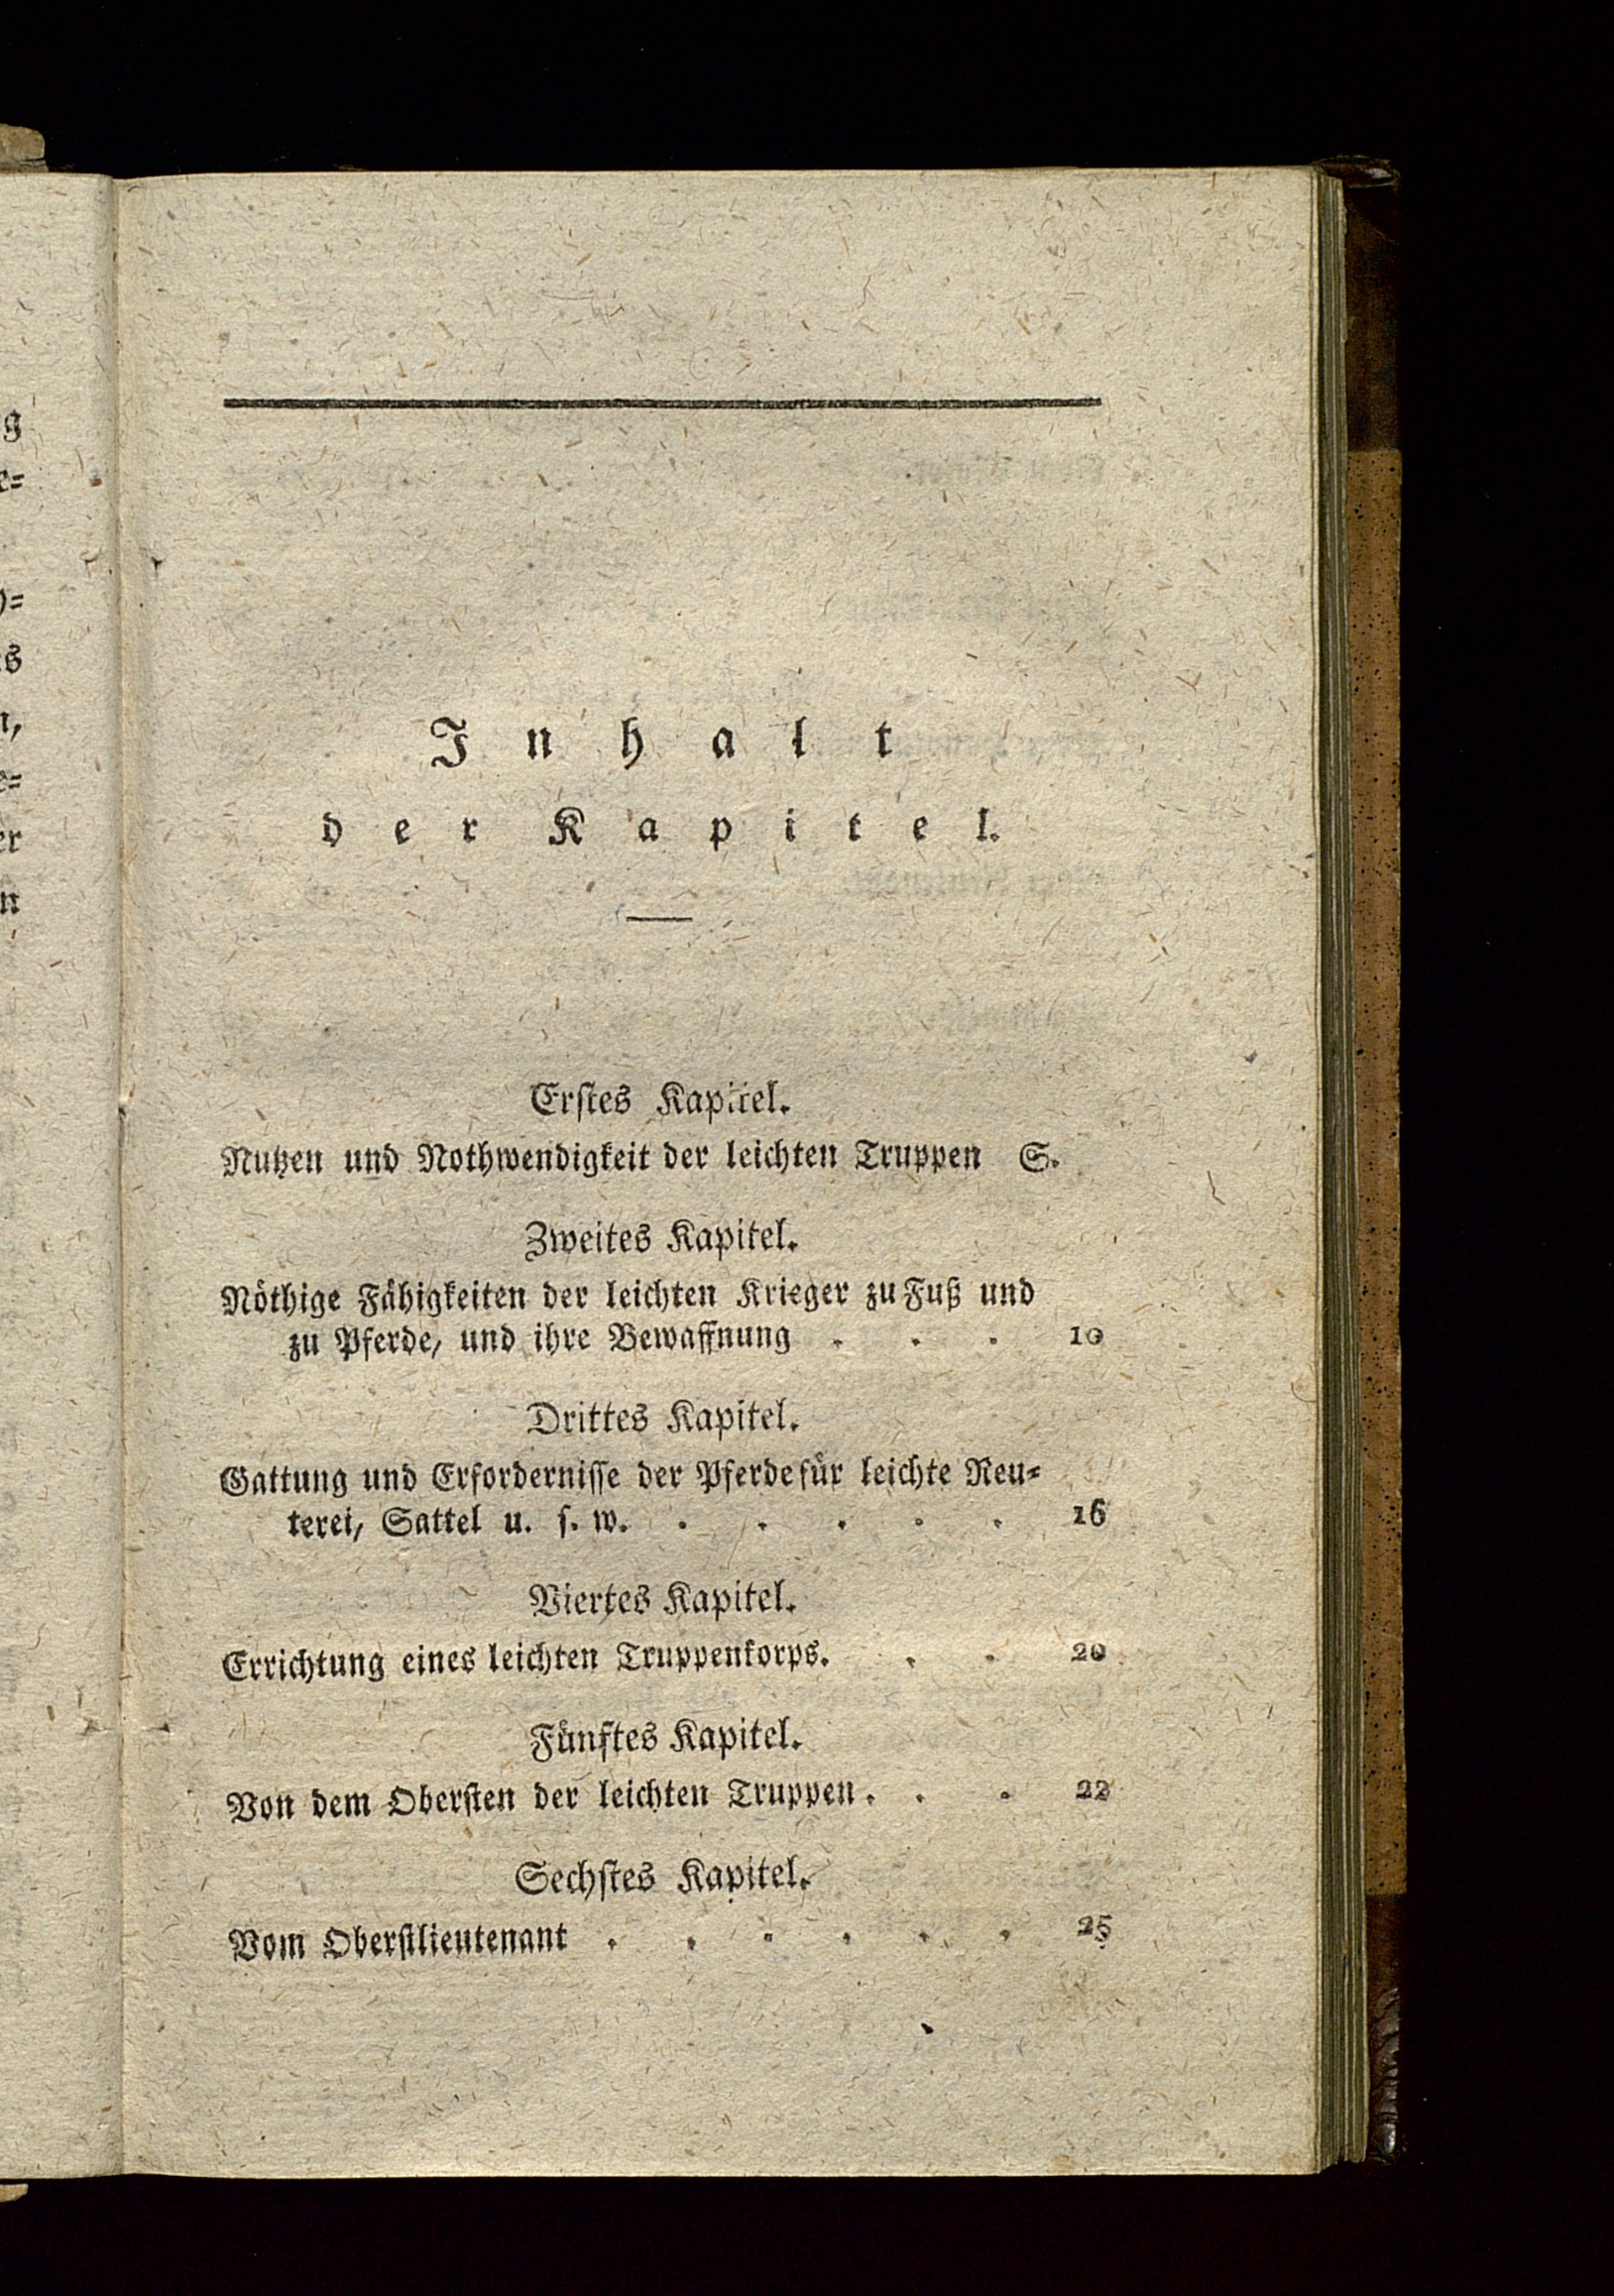 Inhalt
der Kapitel.
Erstes Kapitel.
Nutzen und Nothwendigkeit der leichten Truppen S.
Zweites Kapitel.
Nöthige Fähigkeiten der leichten Krieger zu Fuß und
zu Pferde, und ihre Bewaffnung . . . 10
Drittes Kapitel.
Gattung und Erfordernisse der Pferde für leichte Reu-
terei, Sattel u. s. w. . . . . . 16
Viertes Kapitel.
Errichtung eines leichten Truppenkorps. . . 20
Fünftes Kapitel.
Von dem Obersten der leichten Truppen . . . 22
Sechstes Kapitel.
Vom Oberstlieutenant . . . . . . 25